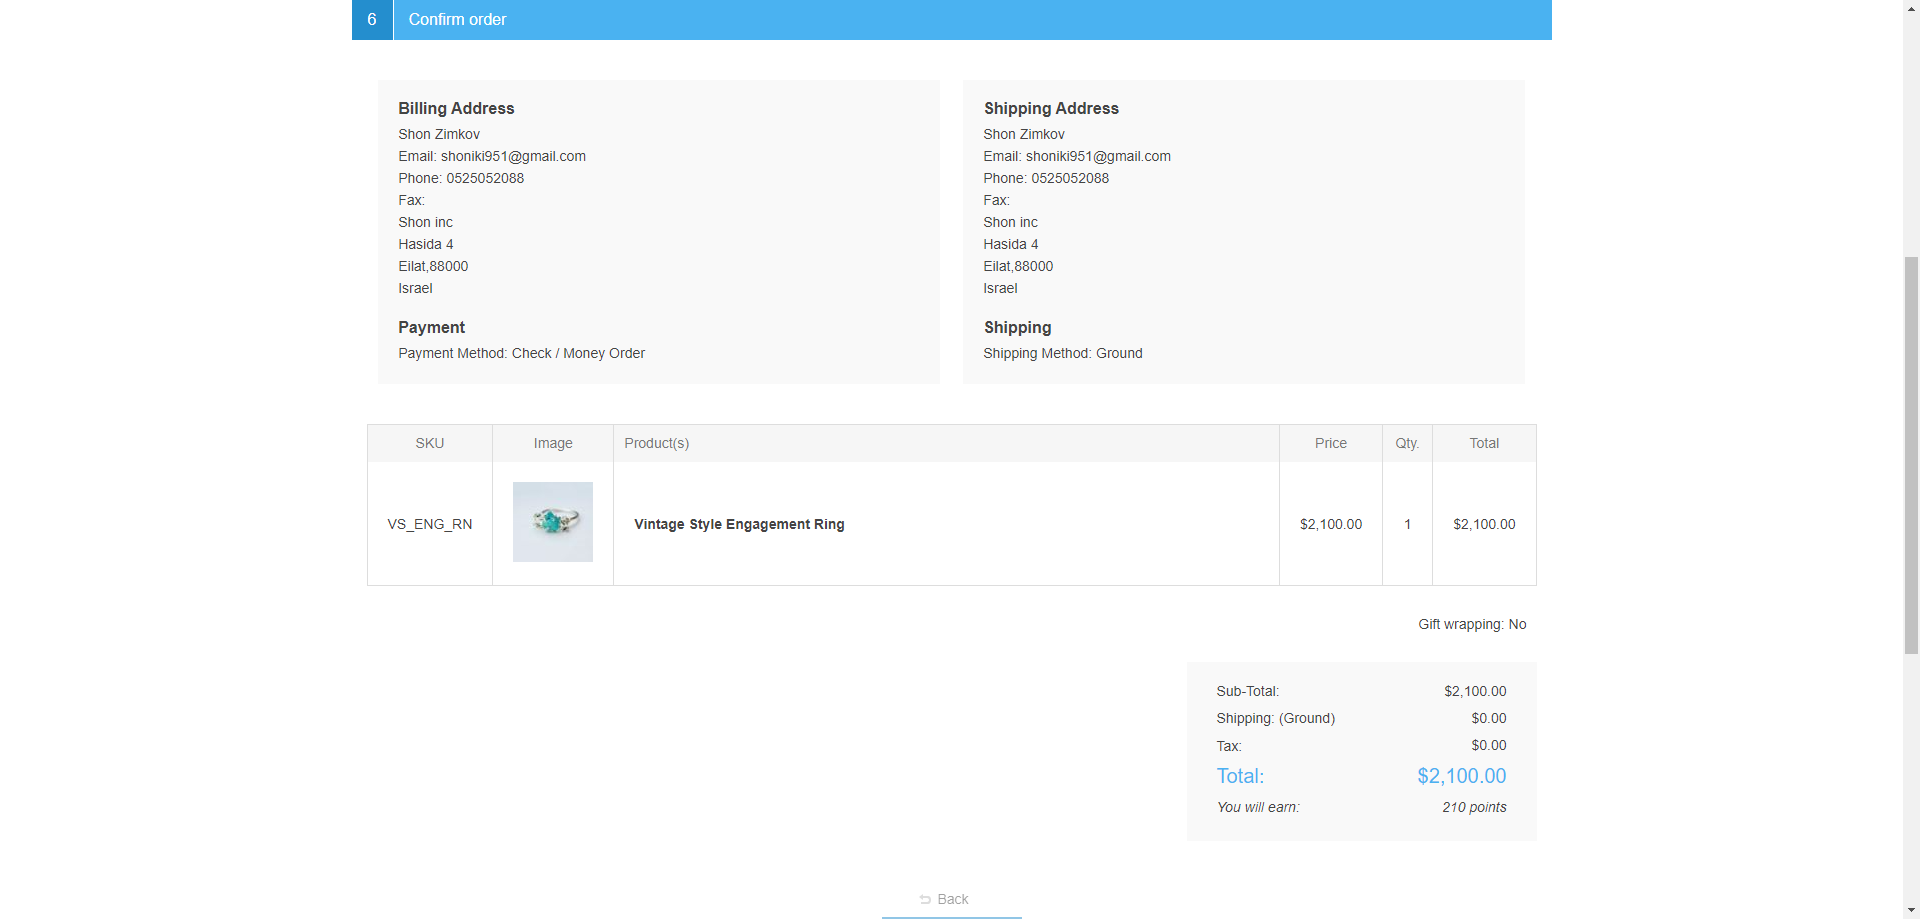 6 Confirm order
Billing Address
Shon Zimkov
Email: shoniki951@gmail.com
Phone: 0525052088
Fax:
Shon inc
Hasida 4
Eilat,88000
Israel
Payment
Payment Method: Check / Money Order
Shipping Address
Shon Zimkov
Email: shoniki951@gmail.com
Phone: 0525052088
Fax:
Shon inc
Hasida 4
Eilat,88000
Israel
Shipping
Shipping Method: Ground
SKU Image Product(s) Price Qty. Total
VS_ENG_RN Vintage Style Engagement Ring $2,100.00 1 $2,100.00
Gift wrapping: No
Sub-Total: $2,100.00
Shipping: (Ground) $0.00
Tax: $0.00
Total: $2,100.00
You will earn: 210 points
Back